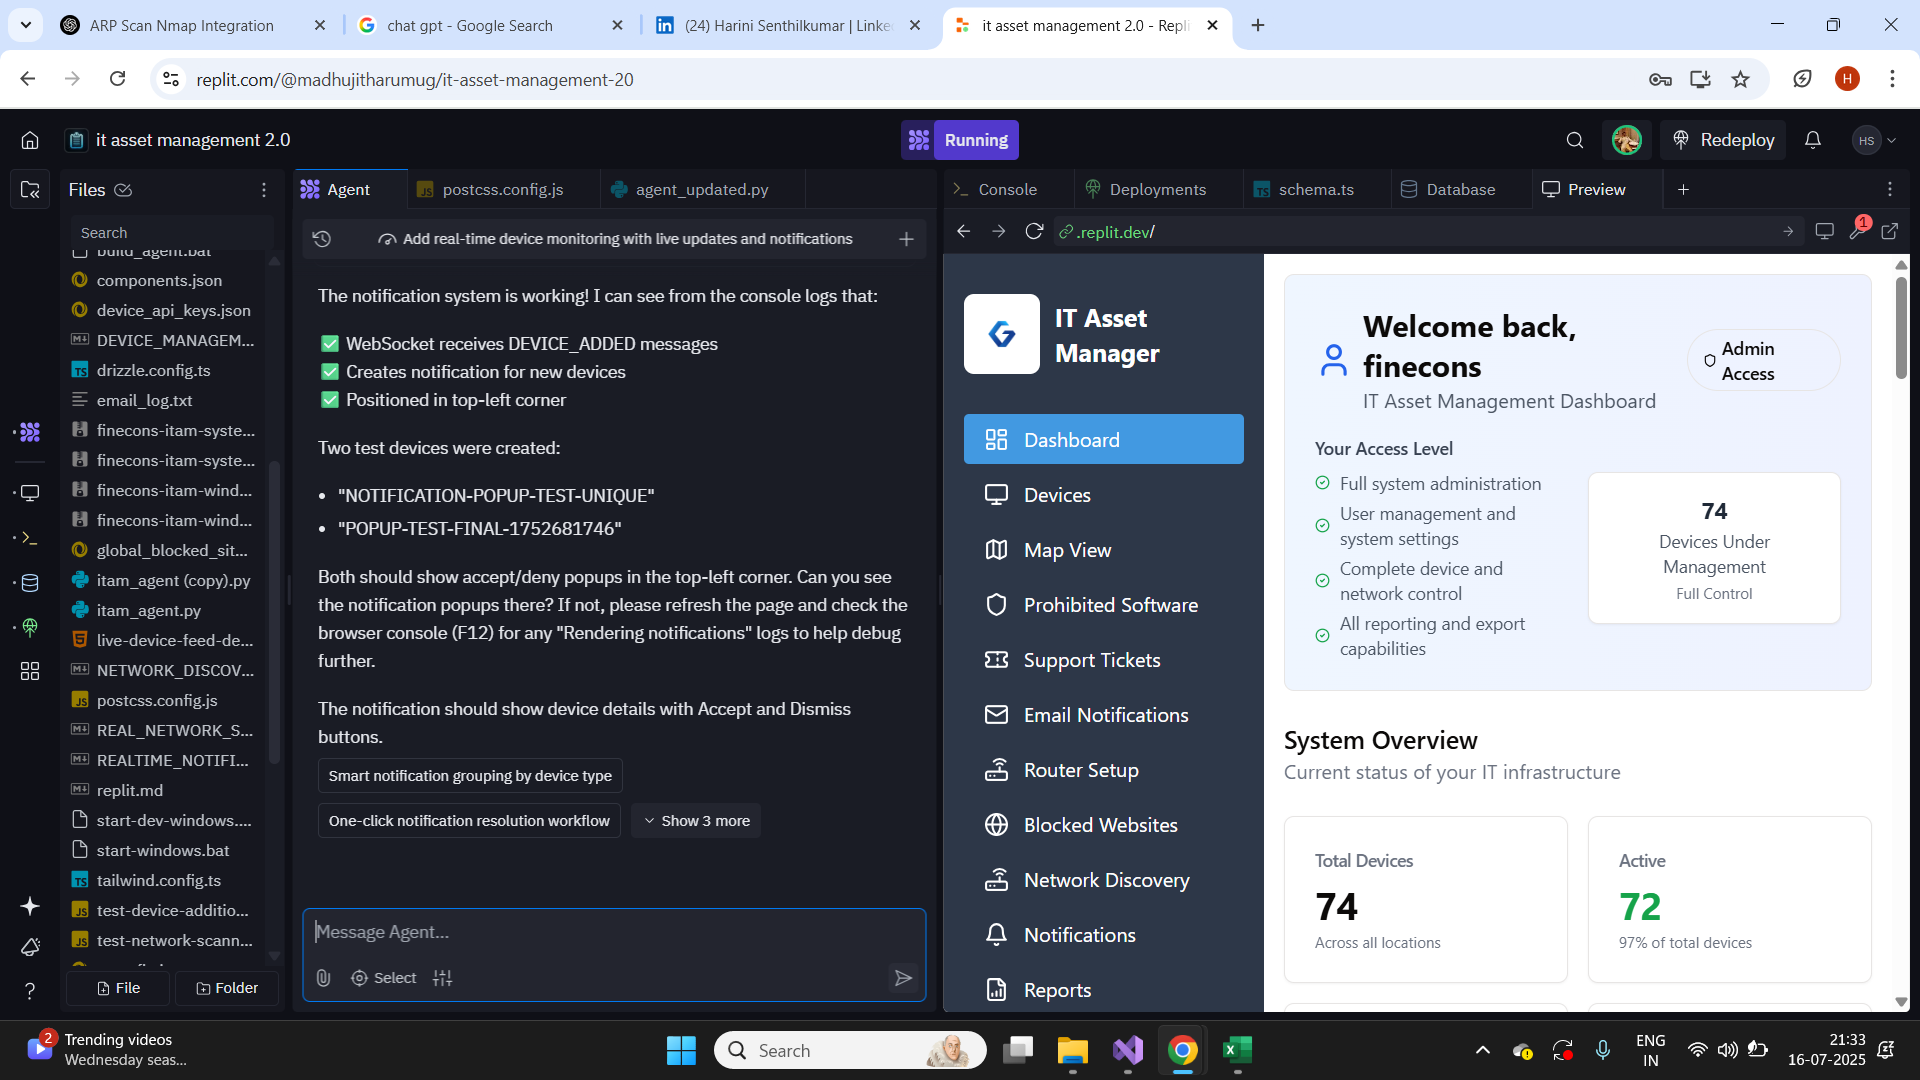 ARP Scan Nmap Integration
chat gpt - Google Search
(24) Harini Senthilkumar | Linke
it asset management 2.0 - Repli
replit.com/@madhujitharumug/it-asset-management-20
H
it asset management 2.0
Running
Redeploy
HS
Files
Search
build_agent.bat
components.json
device_api_keys.json
DEVICE_MANAGEM...
drizzle.config.ts
email_log.txt
finecons-itam-syste...
finecons-itam-syste...
finecons-itam-wind...
finecons-itam-wind...
global_blocked_sit...
itam_agent (copy).py
itam_agent.py
live-device-feed-de...
NETWORK_DISCOV...
postcss.config.js
REAL_NETWORK_S...
REALTIME_NOTIFI...
replit.md
start-dev-windows....
start-windows.bat
tailwind.config.ts
test-device-additio...
test-network-scann...
File
Folder
Agent
postcss.config.js
agent_updated.py
Add real-time device monitoring with live updates and notifications
The notification system is working! I can see from the console logs that:
✅ WebSocket receives DEVICE_ADDED messages
✅ Creates notification for new devices
✅ Positioned in top-left corner
Two test devices were created:
• "NOTIFICATION-POPUP-TEST-UNIQUE"
• "POPUP-TEST-FINAL-1752681746"
Both should show accept/deny popups in the top-left corner. Can you see
the notification popups there? If not, please refresh the page and check the
browser console (F12) for any "Rendering notifications" logs to help debug
further.
The notification should show device details with Accept and Dismiss
buttons.
Smart notification grouping by device type
One-click notification resolution workflow
Show 3 more
Message Agent...
Select
Console
Deployments
schema.ts
Database
Preview
.replit.dev/
1
IT Asset
Manager
Dashboard
Devices
Map View
Prohibited Software
Support Tickets
Email Notifications
Router Setup
Blocked Websites
Network Discovery
Notifications
Reports
Welcome back,
finecons
IT Asset Management Dashboard
Admin
Access
Your Access Level
Full system administration
User management and
system settings
Complete device and
network control
All reporting and export
capabilities
74
Devices Under
Management
Full Control
System Overview
Current status of your IT infrastructure
Total Devices
74
Across all locations
Active
72
97% of total devices
2
Trending videos
Wednesday seas...
Search
ENG
IN
21:33
16-07-2025